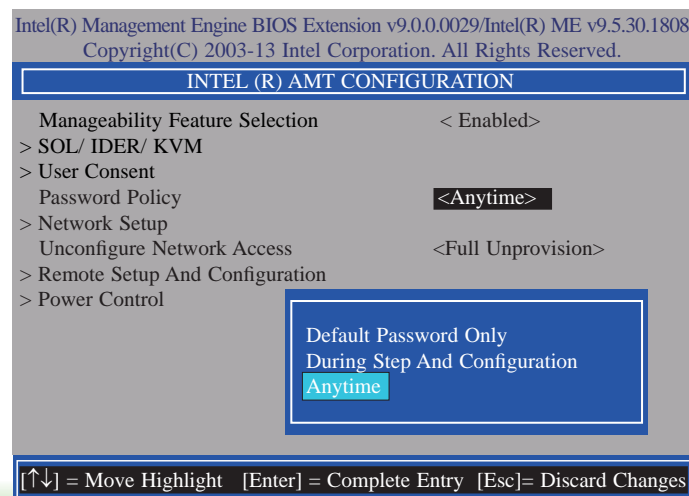 Intel(R) Management Engine BIOS Extension v9.0.0.0029/Intel(R) ME v9.5.30.1808
Copyright(C) 2003-13 Intel Corporation. All Rights Reserved.
INTEL (R) AMT CONFIGURATION
Manageability Feature Selection < Enabled>
> SOL/ IDER/ KVM
> User Consent
Password Policy <Anytime>
> Network Setup
Unconfigure Network Access <Full Unprovision>
> Remote Setup And Configuration
> Power Control
Default Password Only
During Step And Configuration
Anytime
[↑↓] = Move Highlight [Enter] = Complete Entry [Esc]= Discard Changes